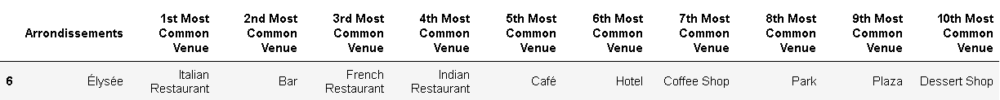 Arrondissements 1st Most Common Venue 2nd Most Common Venue 3rd Most Common Venue 4th Most Common Venue 5th Most Common Venue 6th Most Common Venue 7th Most Common Venue 8th Most Common Venue 9th Most Common Venue 10th Most Common Venue
6 Élysée Italian Restaurant Bar French Restaurant Indian Restaurant Café Hotel Coffee Shop Park Plaza Dessert Shop